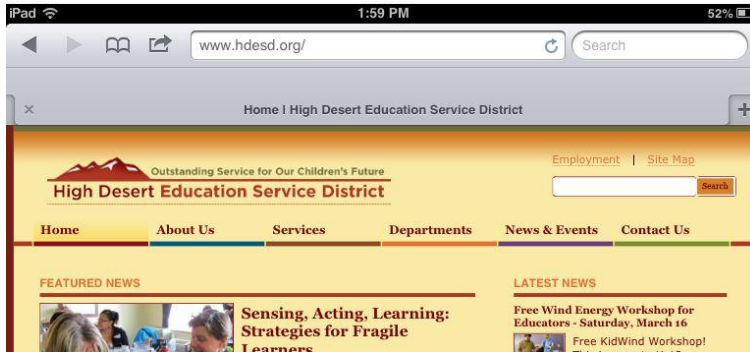 iPad 1:59 PM 52%
www.hdesd.org/ Search
Home | High Desert Education Service District
Employment | Site Map
Outstanding Service for Our Children's Future
High Desert Education Service District
Search
Home About Us Services Departments News & Events Contact Us
FEATURED NEWS
LATEST NEWS
Sensing, Acting, Learning:
Strategies for Fragile
Learners
Free Wind Energy Workshop for
Educators - Saturday, March 16
Free KidWind Workshop!